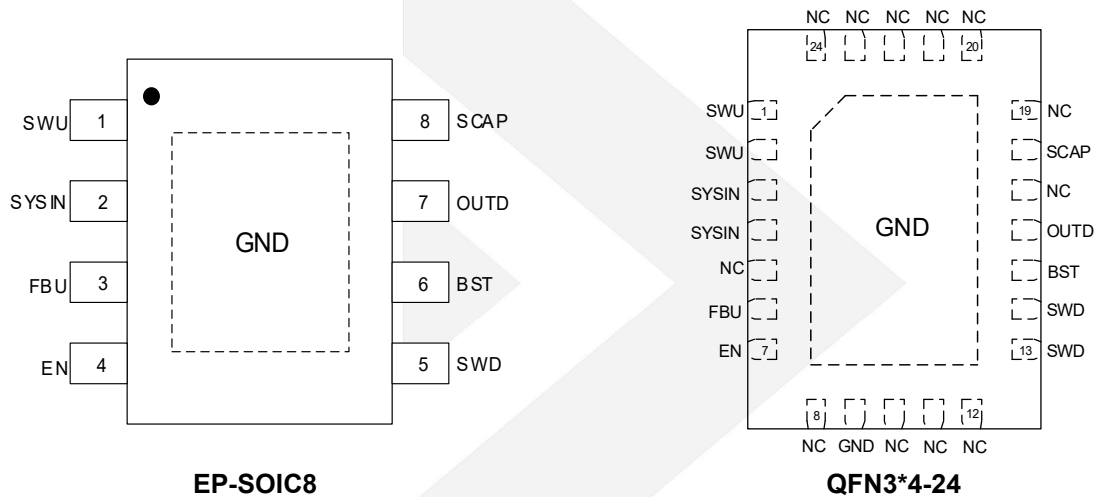 NC NC NC NC NC
24 20
SWU 1 8 SCAP
SYSIN 2 7 OUTD
FBU 3 6 BST
EN 4 5 SWD
GND
EP-SOIC8
SWU 1 19 NC
SWU SCAP
SYSIN NC
SYSIN OUTD
NC BST
FBU SWD
EN 7 13 SWD
GND
8 12
NC GND NC NC NC
QFN3*4-24